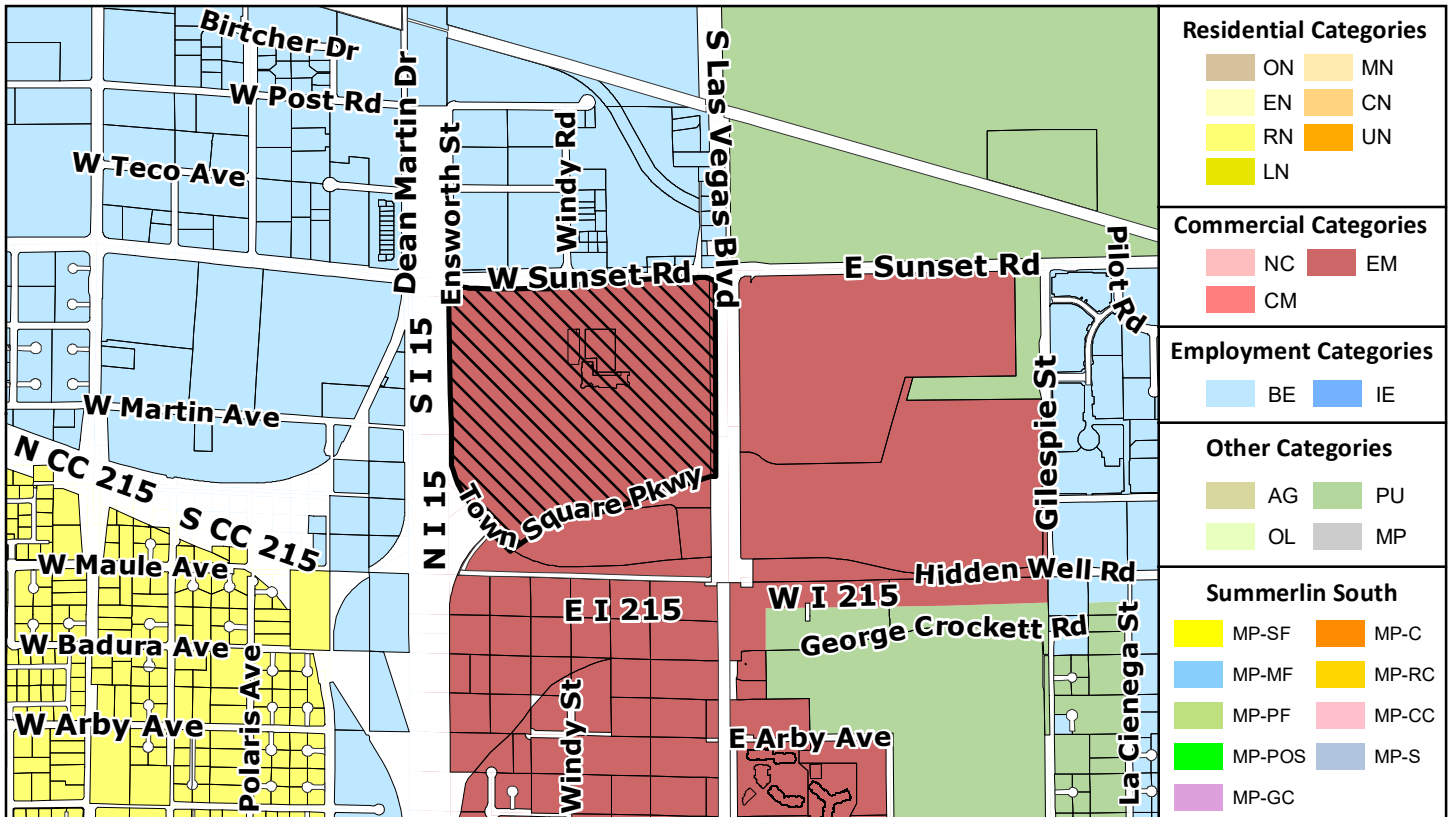 Birtcher Dr
W Post Rd
W Teco Ave
Dean Martin Dr
Ensworth St
Windy Rd
S Las Vegas Blvd
W Sunset Rd
E Sunset Rd
Pilot Rd
S I 15
W Martin Ave
Gilespie St
N CC 215
S CC 215
N I 15
Town Square Pkwy
W Maule Ave
Hidden Well Rd
E I 215
W I 215
George Crockett Rd
W Badura Ave
Polaris Ave
La Cienega St
W Arby Ave
Windy St
E Arby Ave
Residential Categories
ON MN
EN CN
RN UN
LN
Commercial Categories
NC EM
CM
Employment Categories
BE IE
Other Categories
AG PU
OL MP
Summerlin South
MP-SF MP-C
MP-MF MP-RC
MP-PF MP-CC
MP-POS MP-S
MP-GC